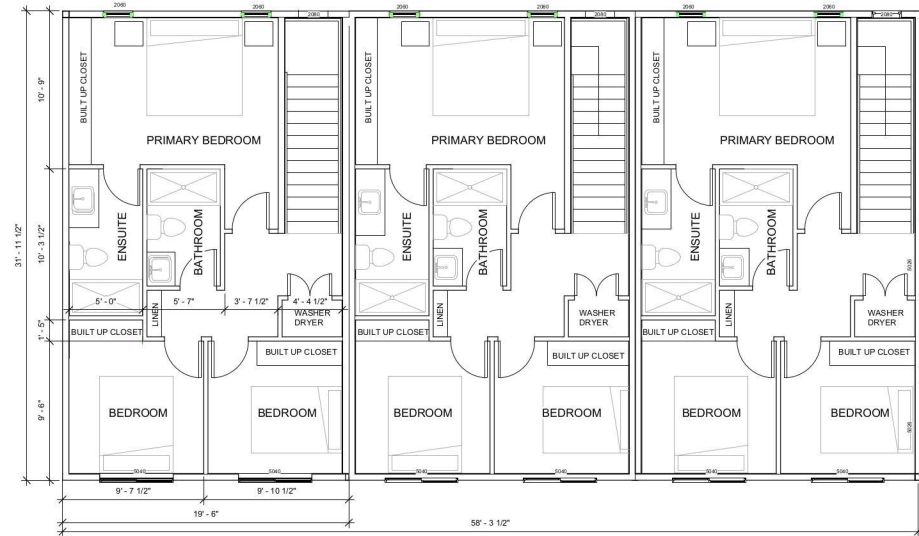 2060
2060
2080
2060
2060
2080
2060
2060
2080
BUILT UP CLOSET
BUILT UP CLOSET
BUILT UP CLOSET
10' - 9"
PRIMARY BEDROOM
PRIMARY BEDROOM
PRIMARY BEDROOM
31' - 11 1/2"
10' - 3 1/2"
ENSUITE
BATHROOM
ENSUITE
BATHROOM
ENSUITE
BATHROOM
5026
5' - 0"
5' - 7"
3' - 7 1/2"
4' - 4 1/2"
LINEN
WASHER
DRYER
LINEN
WASHER
DRYER
LINEN
WASHER
DRYER
1' - 5"
BUILT UP CLOSET
BUILT UP CLOSET
BUILT UP CLOSET
BUILT UP CLOSET
BUILT UP CLOSET
BUILT UP CLOSET
9' - 6"
BEDROOM
BEDROOM
BEDROOM
BEDROOM
BEDROOM
BEDROOM
5026
5040
5040
5040
5040
5040
5040
9' - 7 1/2"
9' - 10 1/2"
19' - 6"
58' - 3 1/2"